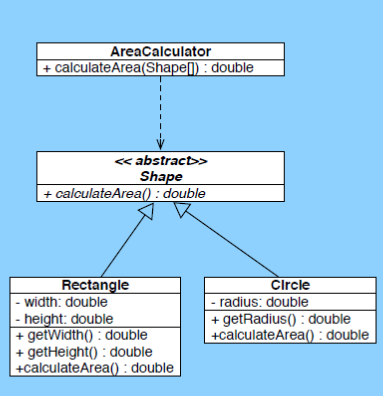 AreaCalculator
+ calculateArea(Shape[]) : double
<< abstract>>
Shape
+ calculateArea() : double
Rectangle
- width: double
- height: double
+ getWidth() : double
+ getHeight() : double
+calculateArea() : double
CIrcle
- radius: double
+ getRadius() : double
+calculateArea() : double